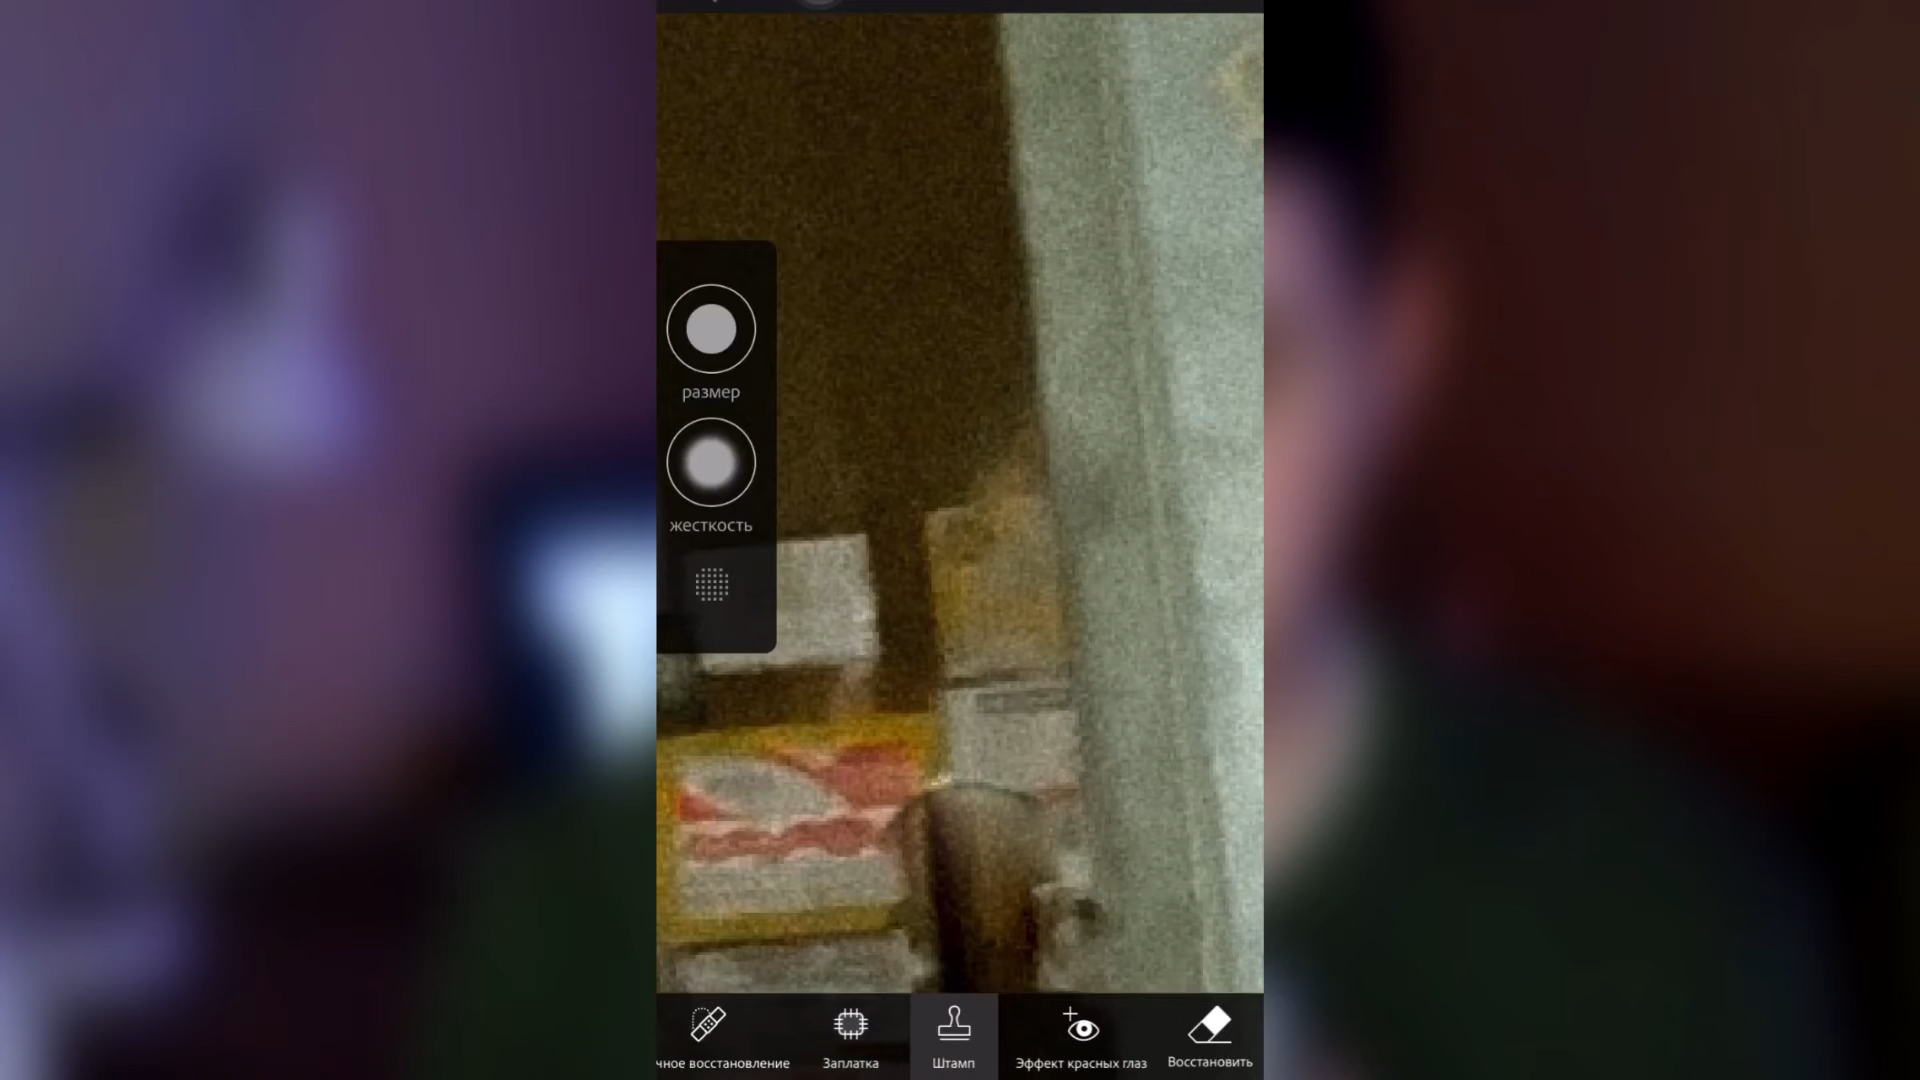 размер
жесткость
чное восстановление
Заплатка
Штамп
Эффект красных глаз
Восстановить